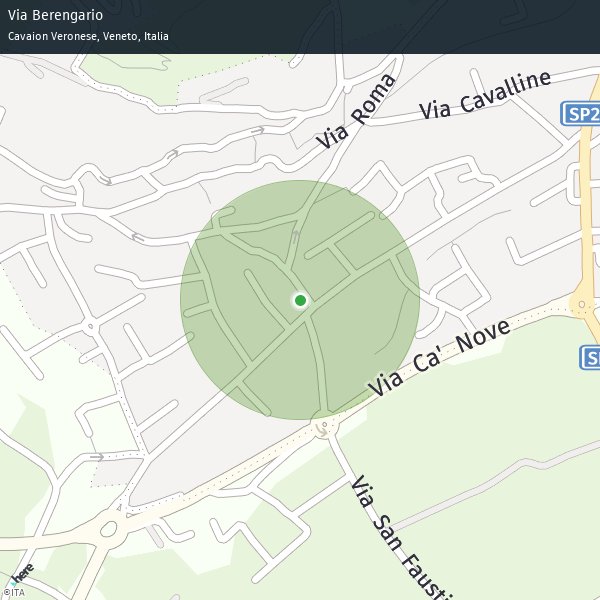 Via Berengario
Cavaion Veronese, Veneto, Italia
Via Roma
Via Cavalline
SP2
Via Ca' Nove
S
Via San Fausti
here
©ITA